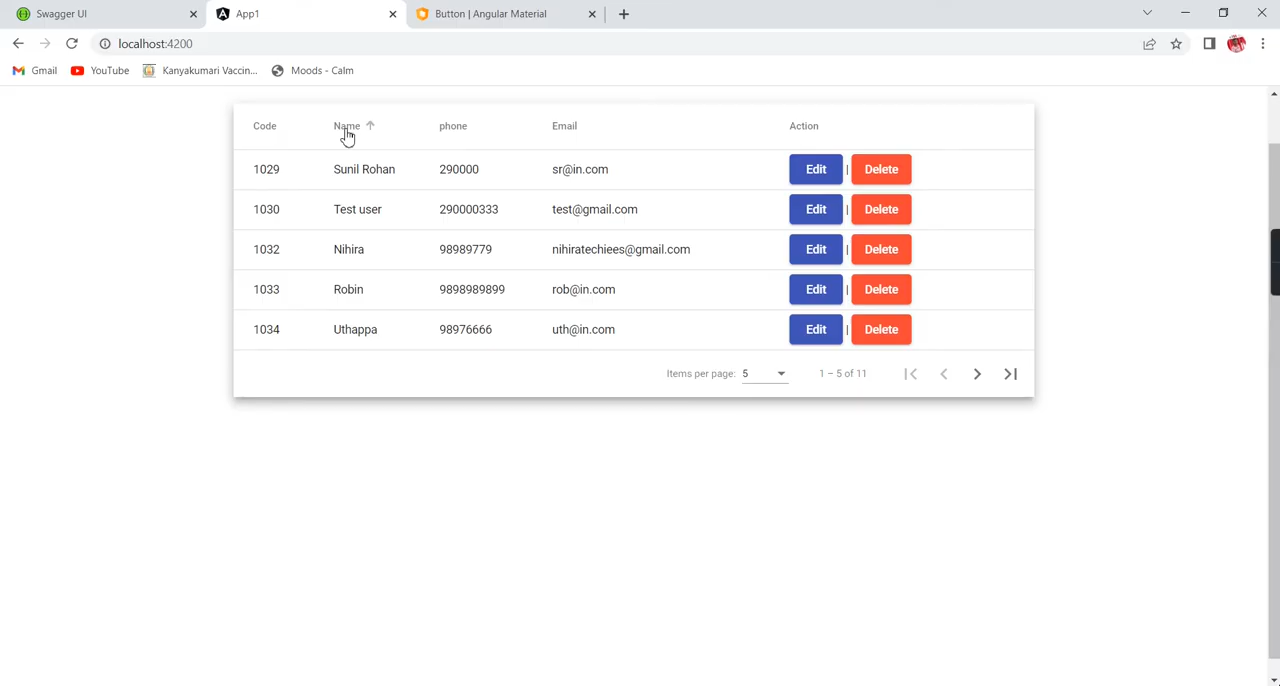 Swagger UI
App1
Button | Angular Material
localhost:4200
Gmail
YouTube
Kanyakumari Vaccin...
Moods - Calm
Code Name phone Email Action
1029 Sunil Rohan 290000 sr@in.com Edit | Delete
1030 Test user 290000333 test@gmail.com Edit | Delete
1032 Nihira 98989779 nihiratechiees@gmail.com Edit | Delete
1033 Robin 9898989899 rob@in.com Edit | Delete
1034 Uthappa 98976666 uth@in.com Edit | Delete
Items per page: 5 1 – 5 of 11